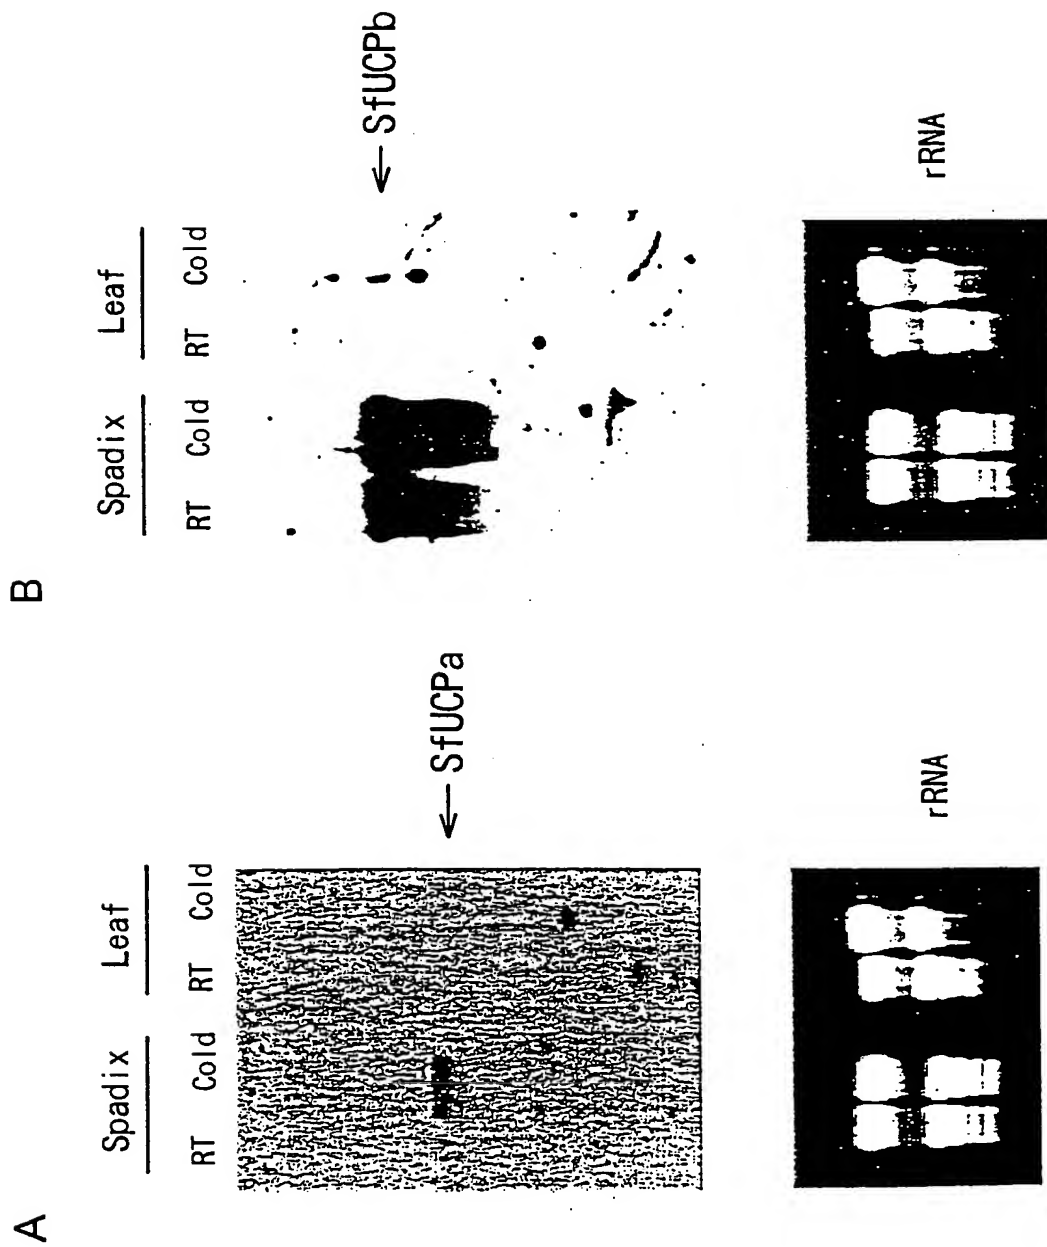 A
Spadix Leaf
RT Cold RT Cold
← SfUCPa
rRNA
B
Spadix Leaf
RT Cold RT Cold
← SfUCPb
rRNA